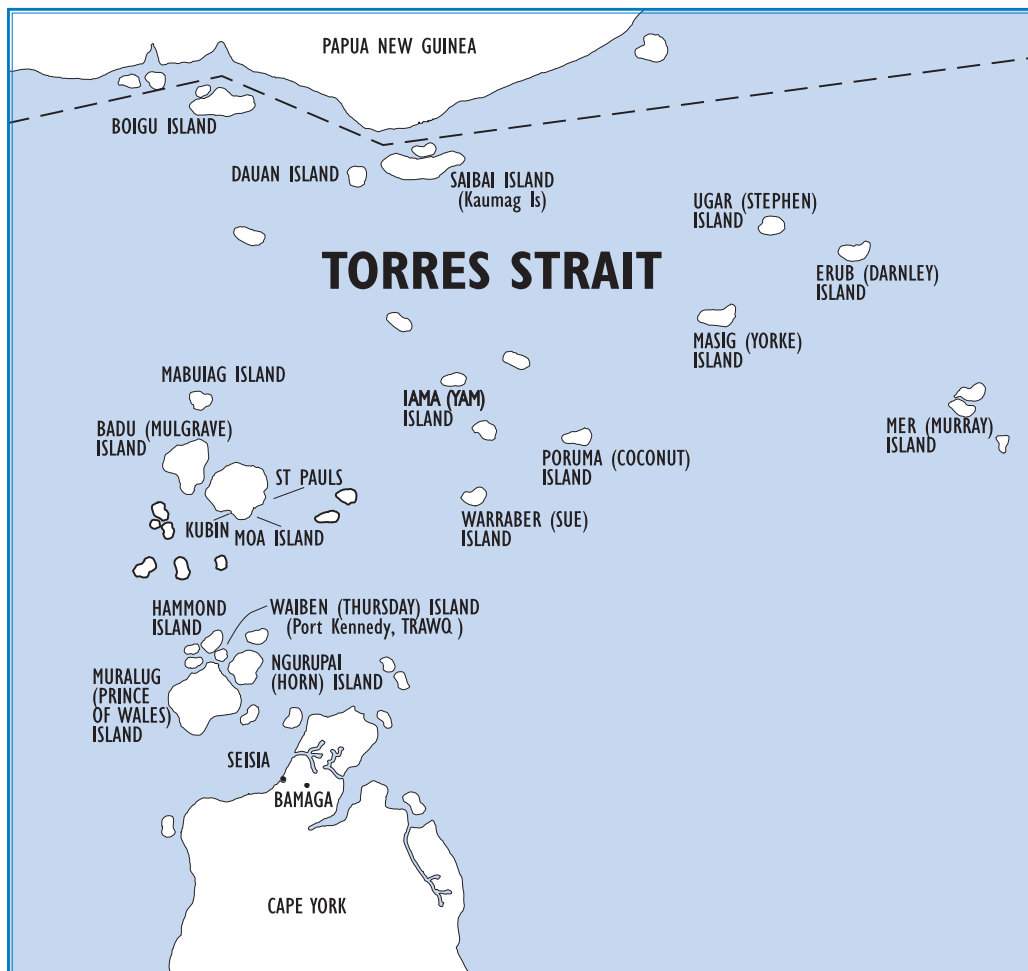 PAPUA NEW GUINEA
BOIGU ISLAND
DAUAN ISLAND
SAIBAI ISLAND
(Kaumag Is)
UGAR (STEPHEN)
ISLAND
TORRES STRAIT
ERUB (DARNLEY)
ISLAND
MASIG (YORKE)
ISLAND
MABUIAG ISLAND
IAMA (YAM)
ISLAND
BADU (MULGRAVE)
ISLAND
MER (MURRAY)
ISLAND
PORUMA (COCONUT)
ISLAND
ST PAULS
WARRABER (SUE)
ISLAND
KUBIN
MOA ISLAND
HAMMOND
ISLAND
WAIBEN (THURSDAY) ISLAND
(Port Kennedy, TRAWQ )
NGURUPAI
(HORN) ISLAND
MURALUG
(PRINCE
OF WALES)
ISLAND
SEISIA
BAMAGA
CAPE YORK